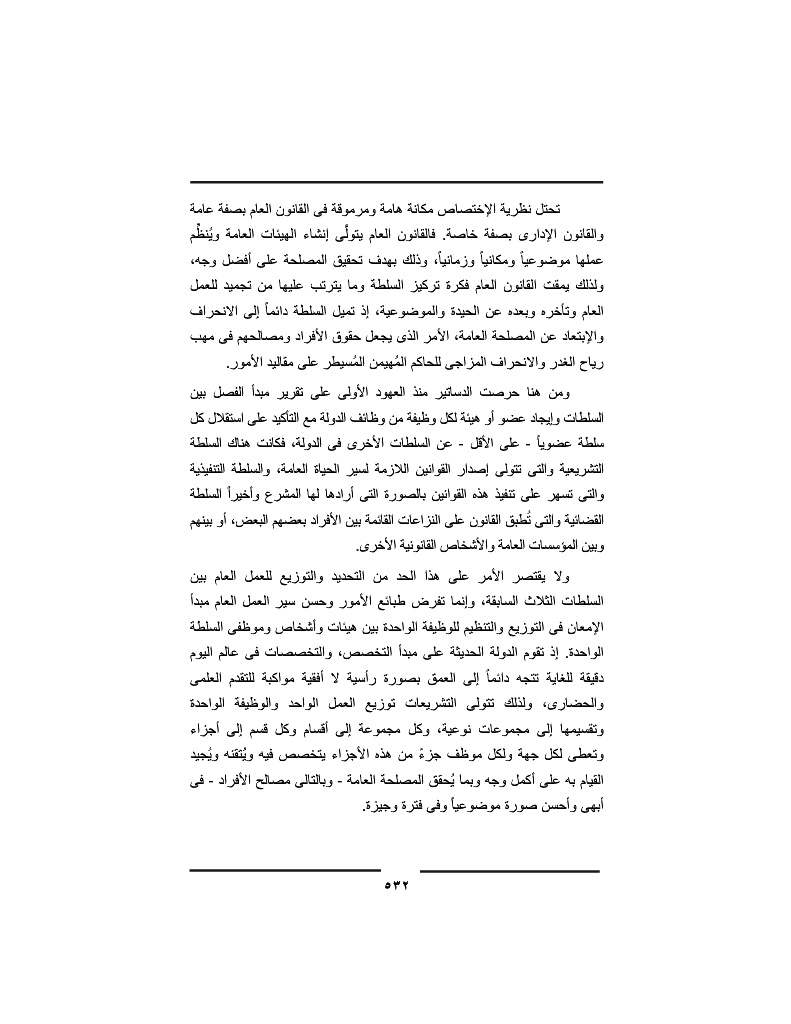 تحتل نظرية الإختصاص مكانة هامة ومرموقة فى القانون العام بصفة عامة
والقانون الإدارى بصفة خاصة. فالقانون العام يتولَّى إنشاء الهيئات العامة ويُنظِّم
عملها موضوعياً ومكانياً وزمانياً، وذلك بهدف تحقيق المصلحة على أفضل وجه،
ولذلك يمقت القانون العام فكرة تركيز السلطة وما يترتب عليها من تجميد للعمل
العام وتأخره وبعده عن الحيدة والموضوعية، إذ تميل السلطة دائماً إلى الانحراف
والإبتعاد عن المصلحة العامة، الأمر الذى يجعل حقوق الأفراد ومصالحهم فى مهب
رياح الغدر والانحراف المزاجى للحاكم المُهيمن المُسيطر على مقاليد الأمور.
ومن هنا حرصت الدساتير منذ العهود الأولى على تقرير مبدأ الفصل بين
السلطات وإيجاد عضو أو هيئة لكل وظيفة من وظائف الدولة مع التأكيد على استقلال كل
سلطة عضوياً - على الأقل - عن السلطات الأخرى فى الدولة، فكانت هناك السلطة
التشريعية والتى تتولى إصدار القوانين اللازمة لسير الحياة العامة، والسلطة التنفيذية
والتى تسهر على تنفيذ هذه القوانين بالصورة التى أرادها لها المشرع وأخيراً السلطة
القضائية والتى تُطبق القانون على النزاعات القائمة بين الأفراد بعضهم البعض، أو بينهم
وبين المؤسسات العامة والأشخاص القانونية الأخرى.
ولا يقتصر الأمر على هذا الحد من التحديد والتوزيع للعمل العام بين
السلطات الثلاث السابقة، وإنما تفرض طبائع الأمور وحسن سير العمل العام مبدأ
الإمعان فى التوزيع والتنظيم للوظيفة الواحدة بين هيئات وأشخاص وموظفى السلطة
الواحدة. إذ تقوم الدولة الحديثة على مبدأ التخصص، والتخصصات فى عالم اليوم
دقيقة للغاية تتجه دائماً إلى العمق بصورة رأسية لا أفقية مواكبة للتقدم العلمى
والحضارى، ولذلك تتولى التشريعات توزيع العمل الواحد والوظيفة الواحدة
وتقسيمها إلى مجموعات نوعية، وكل مجموعة إلى أقسام وكل قسم إلى أجزاء
وتعطى لكل جهة ولكل موظف جزءً من هذه الأجزاء يتخصص فيه ويُتقنه ويُجيد
القيام به على أكمل وجه وبما يُحقق المصلحة العامة - وبالتالى مصالح الأفراد - فى
أبهى وأحسن صورة موضوعياً وفى فترة وجيزة.
٥٣٢